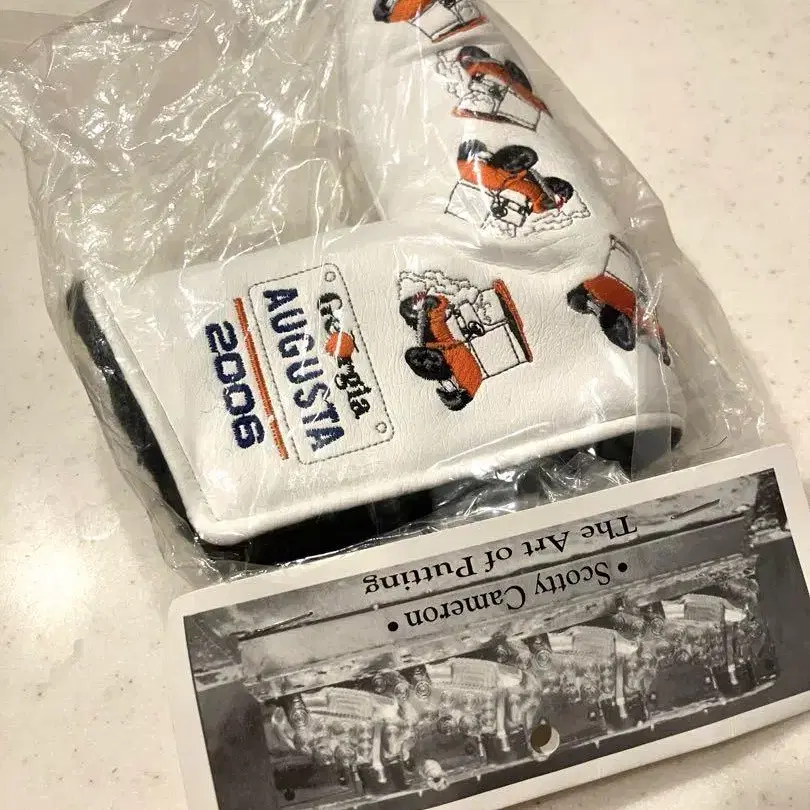 Georgia
AUGUSTA
2006
• Scotty Cameron •
The Art of Putting